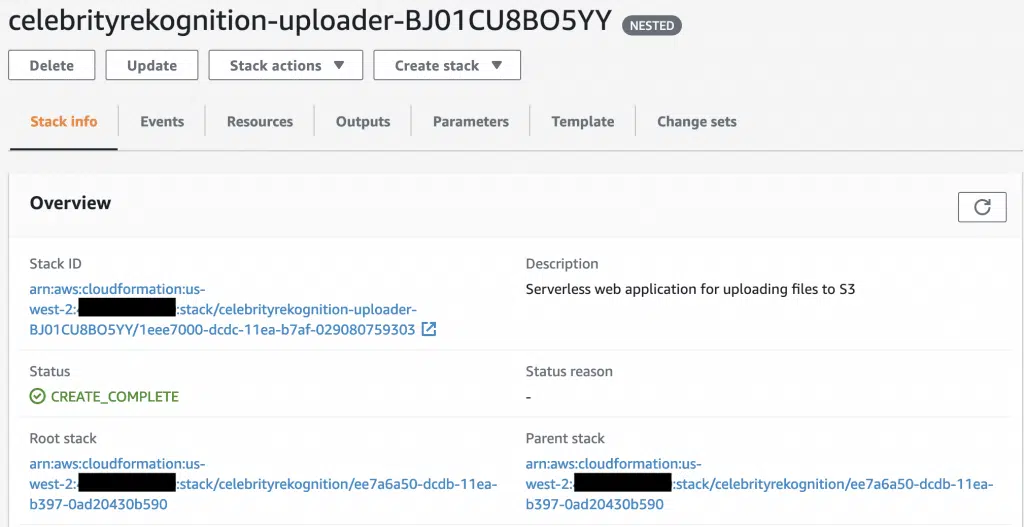 celebrityrekognition-uploader-BJ01CU8BO5YY NESTED
Delete Update Stack actions Create stack
Stack info Events Resources Outputs Parameters Template Change sets
Overview
Stack ID Description
arn:aws:cloudformation:us- Serverless web application for uploading files to S3
west-2: :stack/celebrityrekognition-uploader-
BJ01CU8BO5YY/1eee7000-dcdc-11ea-b7af-029080759303
Status Status reason
CREATE_COMPLETE -
Root stack Parent stack
arn:aws:cloudformation:us- arn:aws:cloudformation:us-
west-2: :stack/celebrityrekognition/ee7a6a50-dcdb-11ea- west-2: :stack/celebrityrekognition/ee7a6a50-dcdb-11ea-
b397-0ad20430b590 b397-0ad20430b590